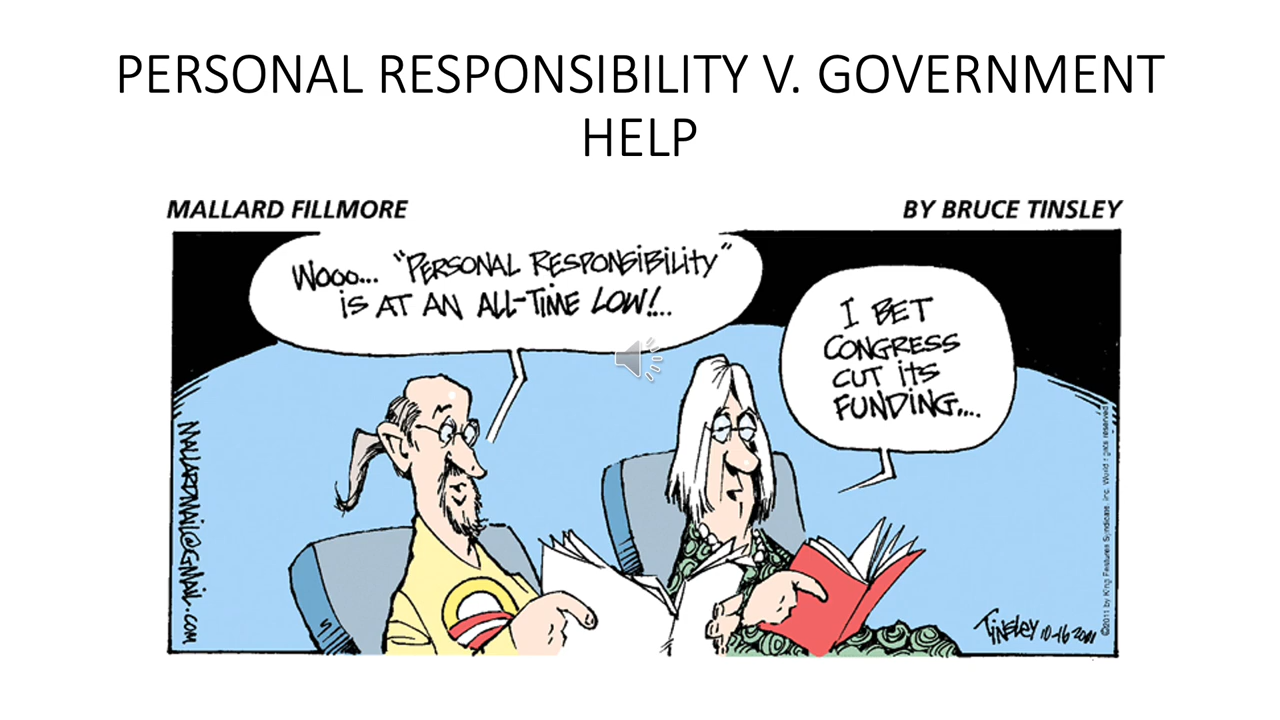 PERSONAL RESPONSIBILITY V. GOVERNMENT
HELP
MALLARD FILLMORE
BY BRUCE TINSLEY
WOOO... "PERSONAL RESPONSIBILITY"
IS AT AN ALL-TIME LOW!...
I BET
CONGRESS
CUT ITS
FUNDING....
MALLARDMAIL@GMAIL.COM
TINSLEY 10-16 2011
©2011 by King Features Syndicate, Inc. World rights reserved.